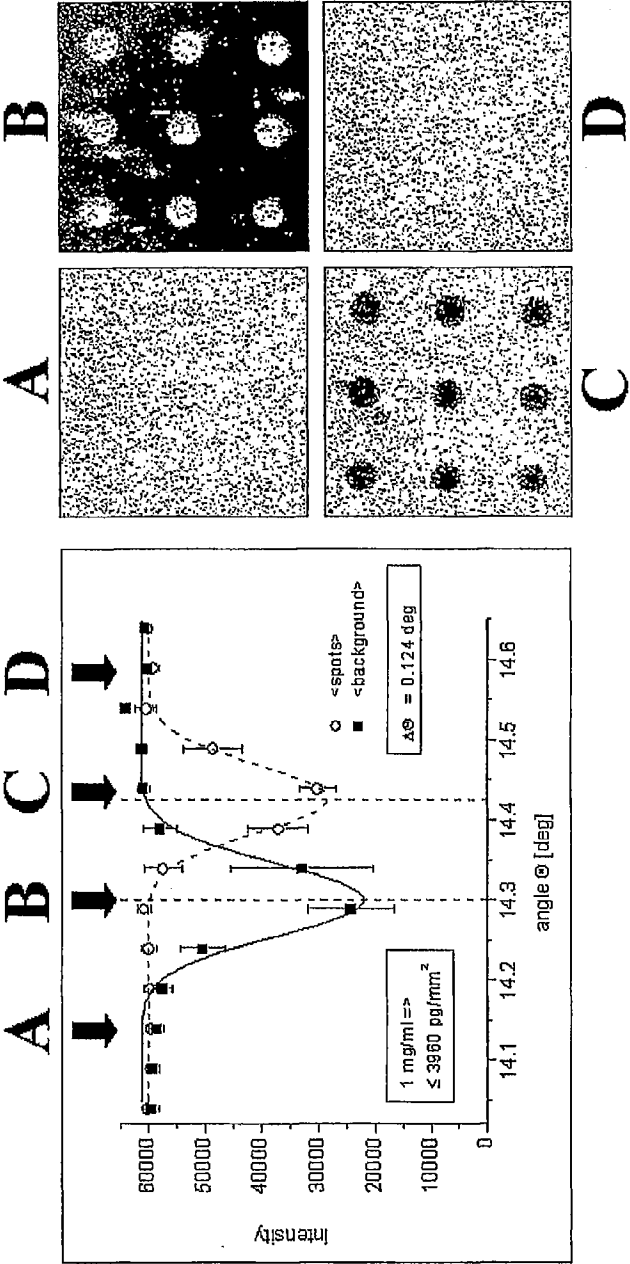 A
B
C
D
Intensity
60000
50000
40000
30000
20000
10000
0
1 mg/ml =>
≤ 3960 pg/mm²
<spots>
<background>
ΔΘ = 0.124 deg
14.1
14.2
14.3
14.4
14.5
14.6
angle Θ [deg]
A
B
C
D